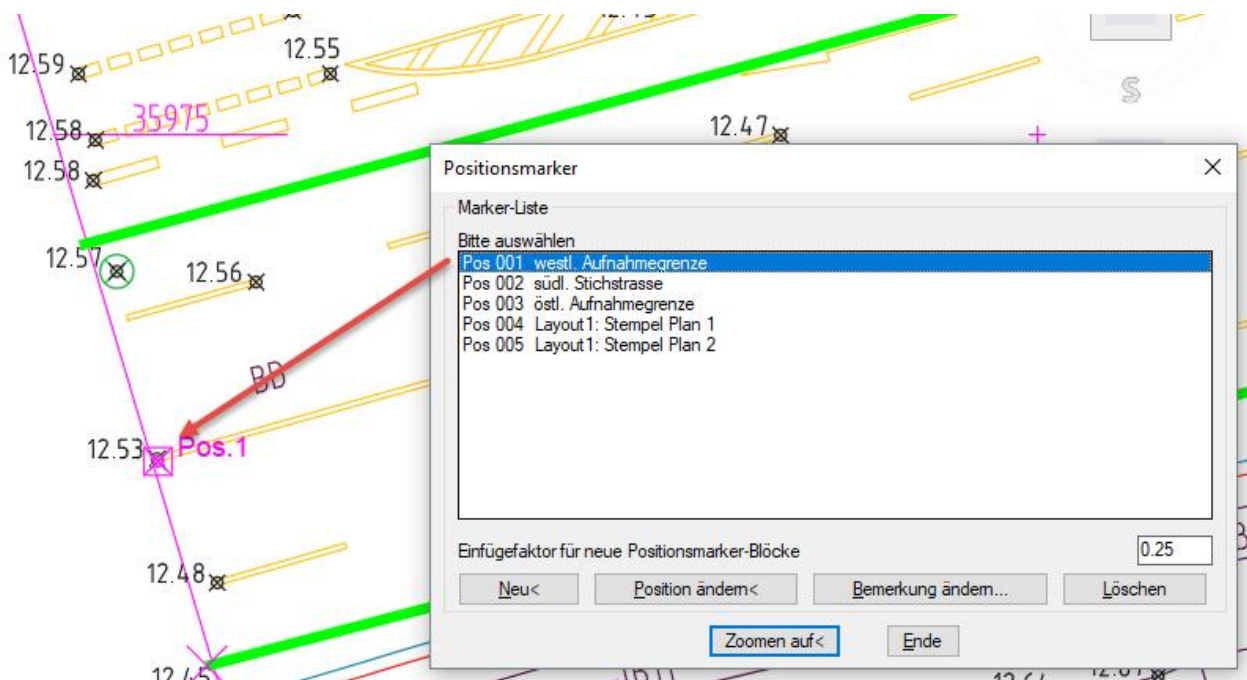 12.55
12.59
35975
12.58
12.47
S
12.58
12.57
12.56
BD
12.53
Pos.1
12.48
Positionsmarker
Marker-Liste
Bitte auswählen
Pos 001 westl. Aufnahmegrenze
Pos 002 südl. Stichstrasse
Pos 003 östl. Aufnahmegrenze
Pos 004 Layout1: Stempel Plan 1
Pos 005 Layout1: Stempel Plan 2
Einfügefaktor für neue Positionsmarker-Blöcke
0.25
Neu<
Position ändern<
Bemerkung ändern...
Löschen
Zoomen auf<
Ende